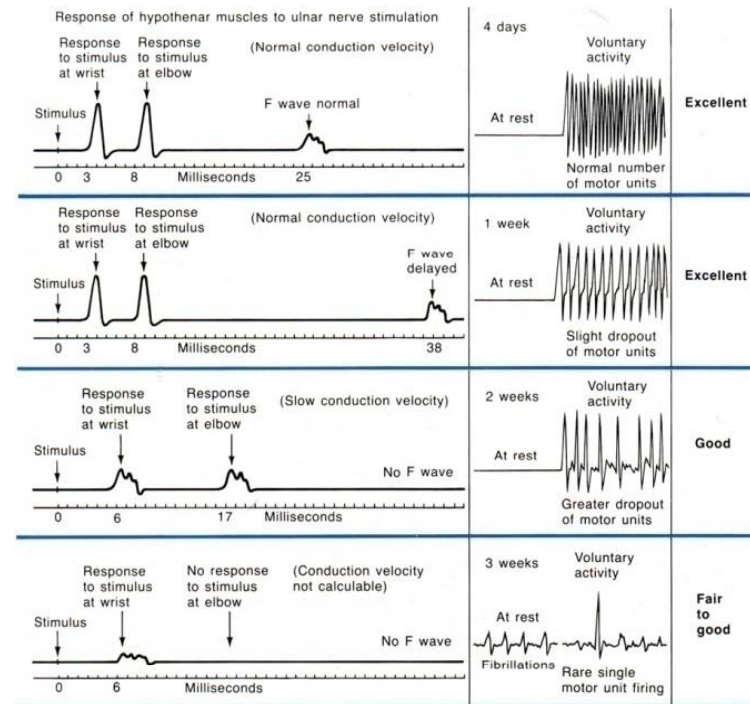 Response of hypothenar muscles to ulnar nerve stimulation
Response
to stimulus
at wrist
Response
to stimulus
at elbow
(Normal conduction velocity)
Stimulus
F wave normal
0 3 8 Milliseconds 25
4 days
Voluntary
activity
At rest
Normal number
of motor units
Excellent
Response
to stimulus
at wrist
Response
to stimulus
at elbow
(Normal conduction velocity)
Stimulus
F wave
delayed
0 3 8 Milliseconds 38
1 week
Voluntary
activity
At rest
Slight dropout
of motor units
Excellent
Response
to stimulus
at wrist
Response
to stimulus
at elbow
(Slow conduction velocity)
Stimulus
No F wave
0 6 17 Milliseconds
2 weeks
Voluntary
activity
At rest
Greater dropout
of motor units
Good
Response
to stimulus
at wrist
No response
to stimulus
at elbow
(Conduction velocity
not calculable)
Stimulus
No F wave
0 6 Milliseconds
3 weeks
Voluntary
activity
At rest
Fibrillations
Rare single
motor unit firing
Fair
to
good